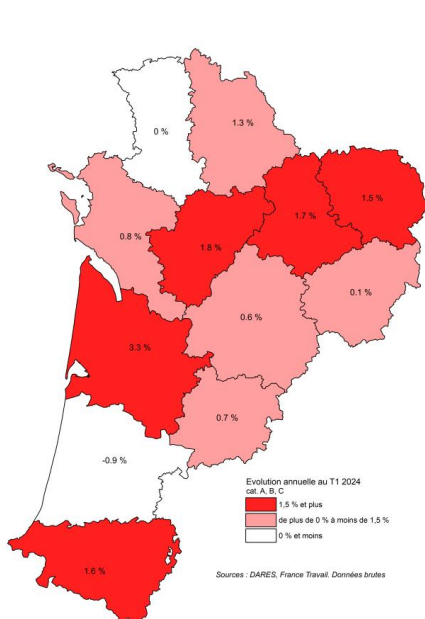 1.3 %
0 %
1.5 %
1.7 %
0.8 %
1.8 %
0.1 %
0.6 %
3.3 %
0.7 %
-0.9 %
Evolution annuelle au T1 2024
cat. A, B, C
1,5 % et plus
de plus de 0 % à moins de 1,5 %
0 % et moins
1.6 %
Sources : DARES, France Travail. Données brutes